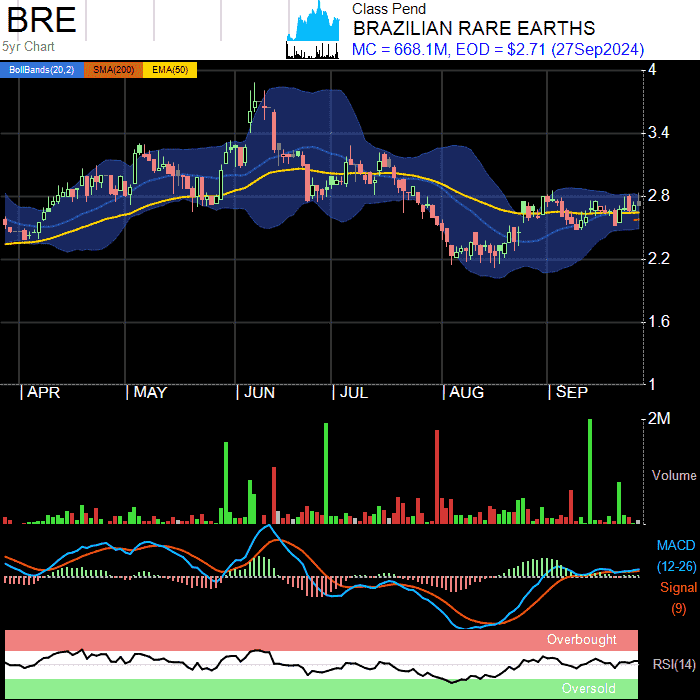 BRE
5yr Chart
Class Pend
BRAZILIAN RARE EARTHS
MC = 668.1M, EOD = $2.71 (27Sep2024)
BollBands(20,2) SMA(200) EMA(50)
4
3.4
2.8
2.2
1.6
1
APR MAY JUN JUL AUG SEP
2M
Volume
MACD
(12-26)
Signal
(9)
Overbought
RSI(14)
Oversold